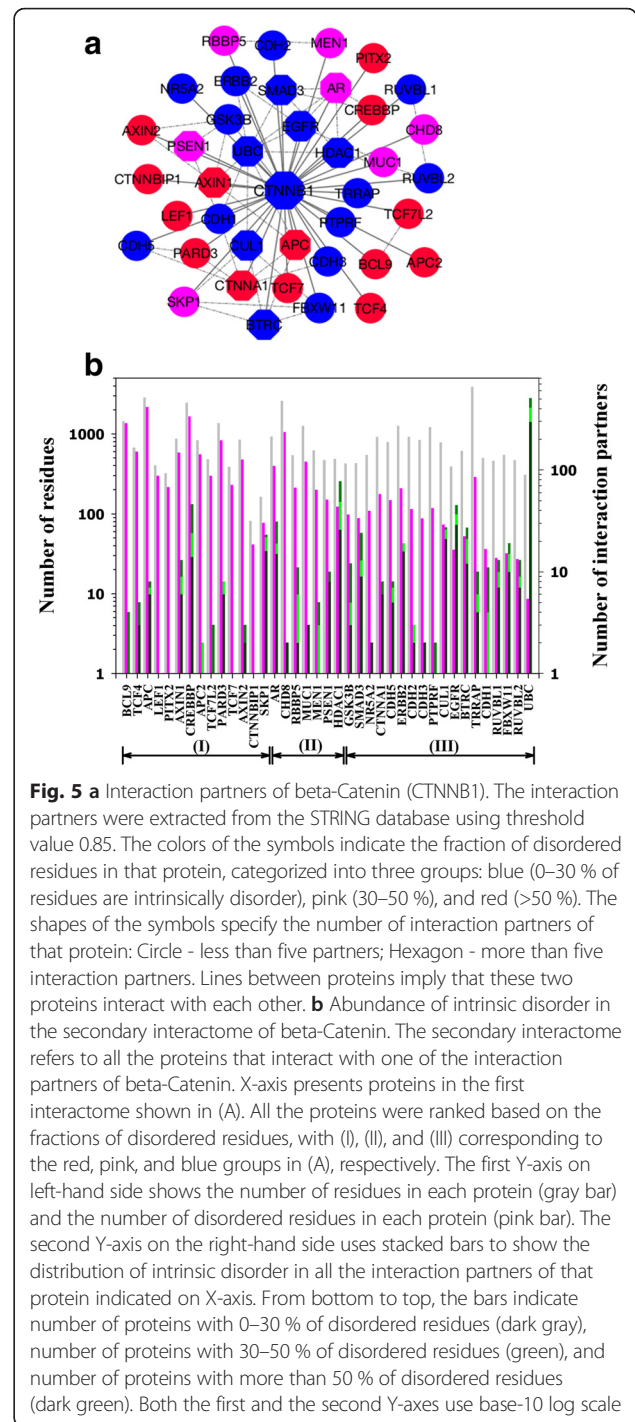 a
RBBP5
CDH2
MEN1
PITX2
NR5A2
ERBB2
SMAD3
AR
RUVBL1
CREBBP
GSK3B
EGFR
CHD8
AXIN2
PSEN1
UBC
HDAC1
MUC1
RUVBL2
CTNNBIP1
AXIN1
CTNNB1
TRRAP
LEF1
CDH1
PTPRF
TCF7L2
CDH5
PARD3
CUL1
APC
CDH3
BCL9
APC2
CTNNA1
TCF7
SKP1
FBXW11
TCF4
BTRC
b
Number of residues
1000
100
10
1
Number of interaction partners
100
10
1
BCL9
TCF4
APC
LEF1
PITX2
AXIN1
CREBBP
APC2
TCF7L2
PARD3
TCF7
AXIN2
CTNNBIP1
SKP1
AR
CHD8
RBBP5
MUC1
MEN1
PSEN1
HDAC1
GSK3B
SMAD3
NR5A2
CTNNA1
CDH5
ERBB2
CDH2
CDH3
PTPRF
CUL1
EGFR
BTRC
TRRAP
CDH1
RUVBL1
FBXW11
RUVBL2
UBC
(I)
(II)
(III)
Fig. 5 a Interaction partners of beta-Catenin (CTNNB1). The interaction
partners were extracted from the STRING database using threshold
value 0.85. The colors of the symbols indicate the fraction of disordered
residues in that protein, categorized into three groups: blue (0–30 % of
residues are intrinsically disorder), pink (30–50 %), and red (>50 %). The
shapes of the symbols specify the number of interaction partners of
that protein: Circle - less than five partners; Hexagon - more than five
interaction partners. Lines between proteins imply that these two
proteins interact with each other. b Abundance of intrinsic disorder in
the secondary interactome of beta-Catenin. The secondary interactome
refers to all the proteins that interact with one of the interaction
partners of beta-Catenin. X-axis presents proteins in the first
interactome shown in (A). All the proteins were ranked based on the
fractions of disordered residues, with (I), (II), and (III) corresponding to
the red, pink, and blue groups in (A), respectively. The first Y-axis on
left-hand side shows the number of residues in each protein (gray bar)
and the number of disordered residues in each protein (pink bar). The
second Y-axis on the right-hand side uses stacked bars to show the
distribution of intrinsic disorder in all the interaction partners of that
protein indicated on X-axis. From bottom to top, the bars indicate
number of proteins with 0–30 % of disordered residues (dark gray),
number of proteins with 30–50 % of disordered residues (green), and
number of proteins with more than 50 % of disordered residues
(dark green). Both the first and the second Y-axes use base-10 log scale